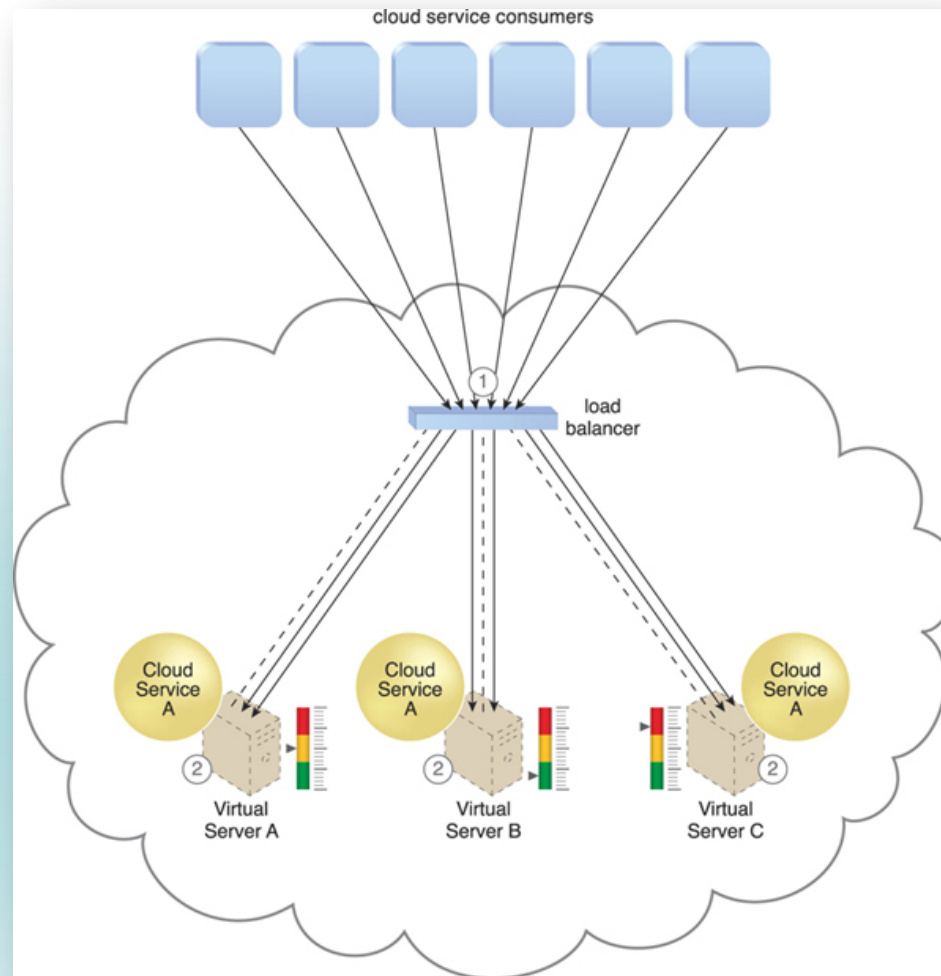 cloud service consumers
1
load
balancer
Cloud
Service
A
Cloud
Service
A
Cloud
Service
A
2
2
2
Virtual
Server A
Virtual
Server B
Virtual
Server C